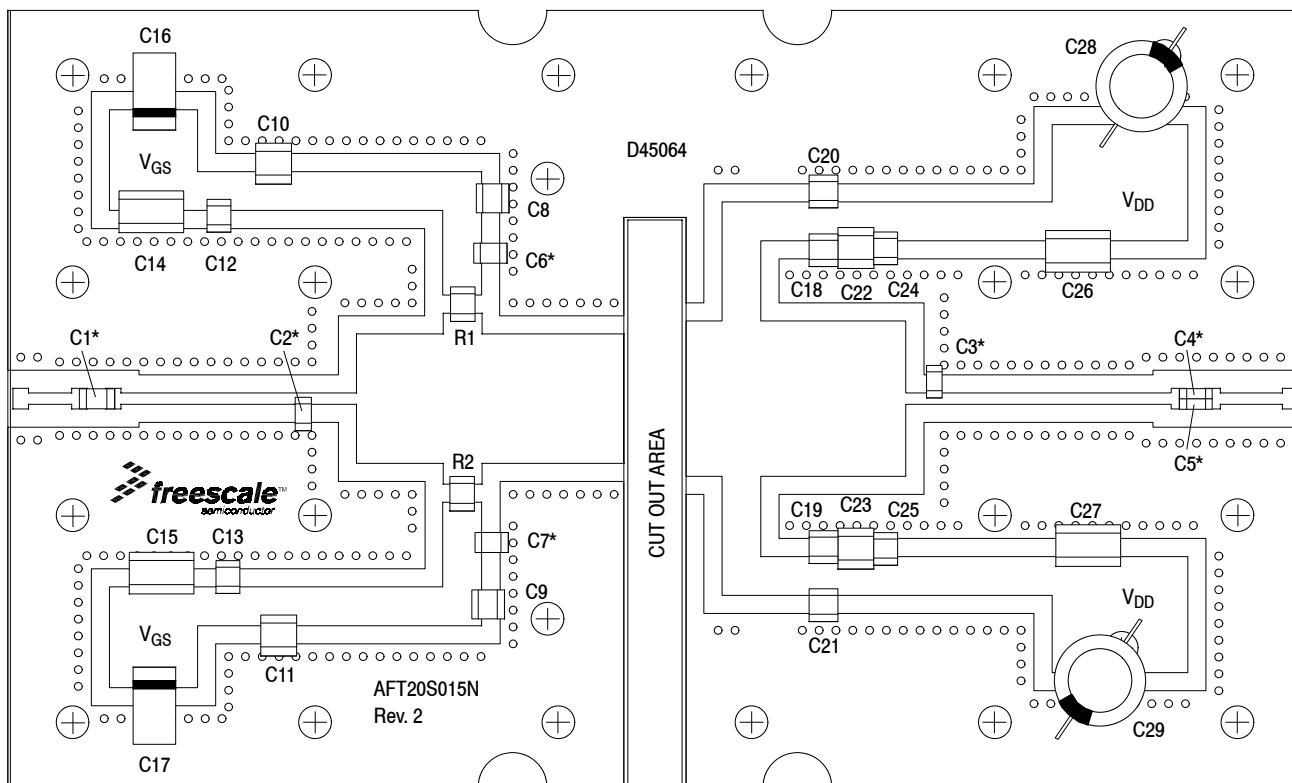 C16
C28
C10
D45064
C20
VGS
VDD
C8
C14
C12
C6*
C18
C22
C24
C26
C1*
C2*
R1
C3*
C4*
CUT OUT AREA
R2
C5*
freescale™
semiconductor
C15
C13
C7*
C19
C23
C25
C27
C9
VGS
VDD
C11
C21
AFT20S015N
Rev. 2
C17
C29